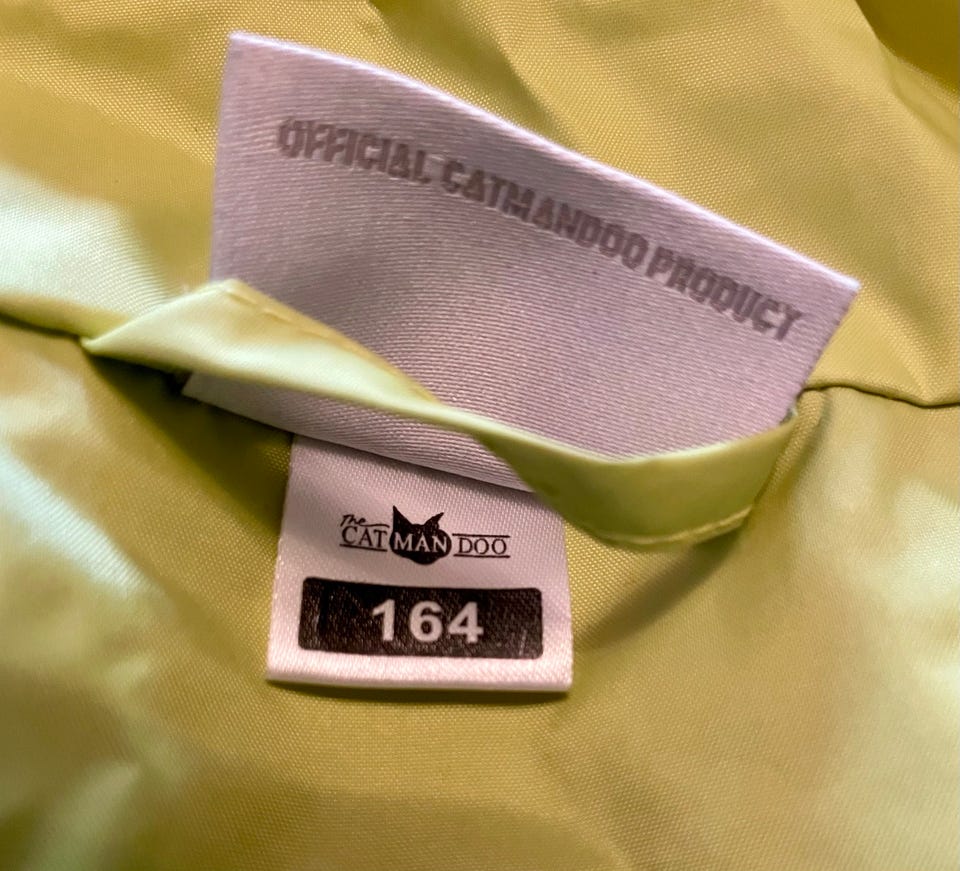 OFFICIAL CATMANDOO PRODUCT
The
CATMANDOO
164